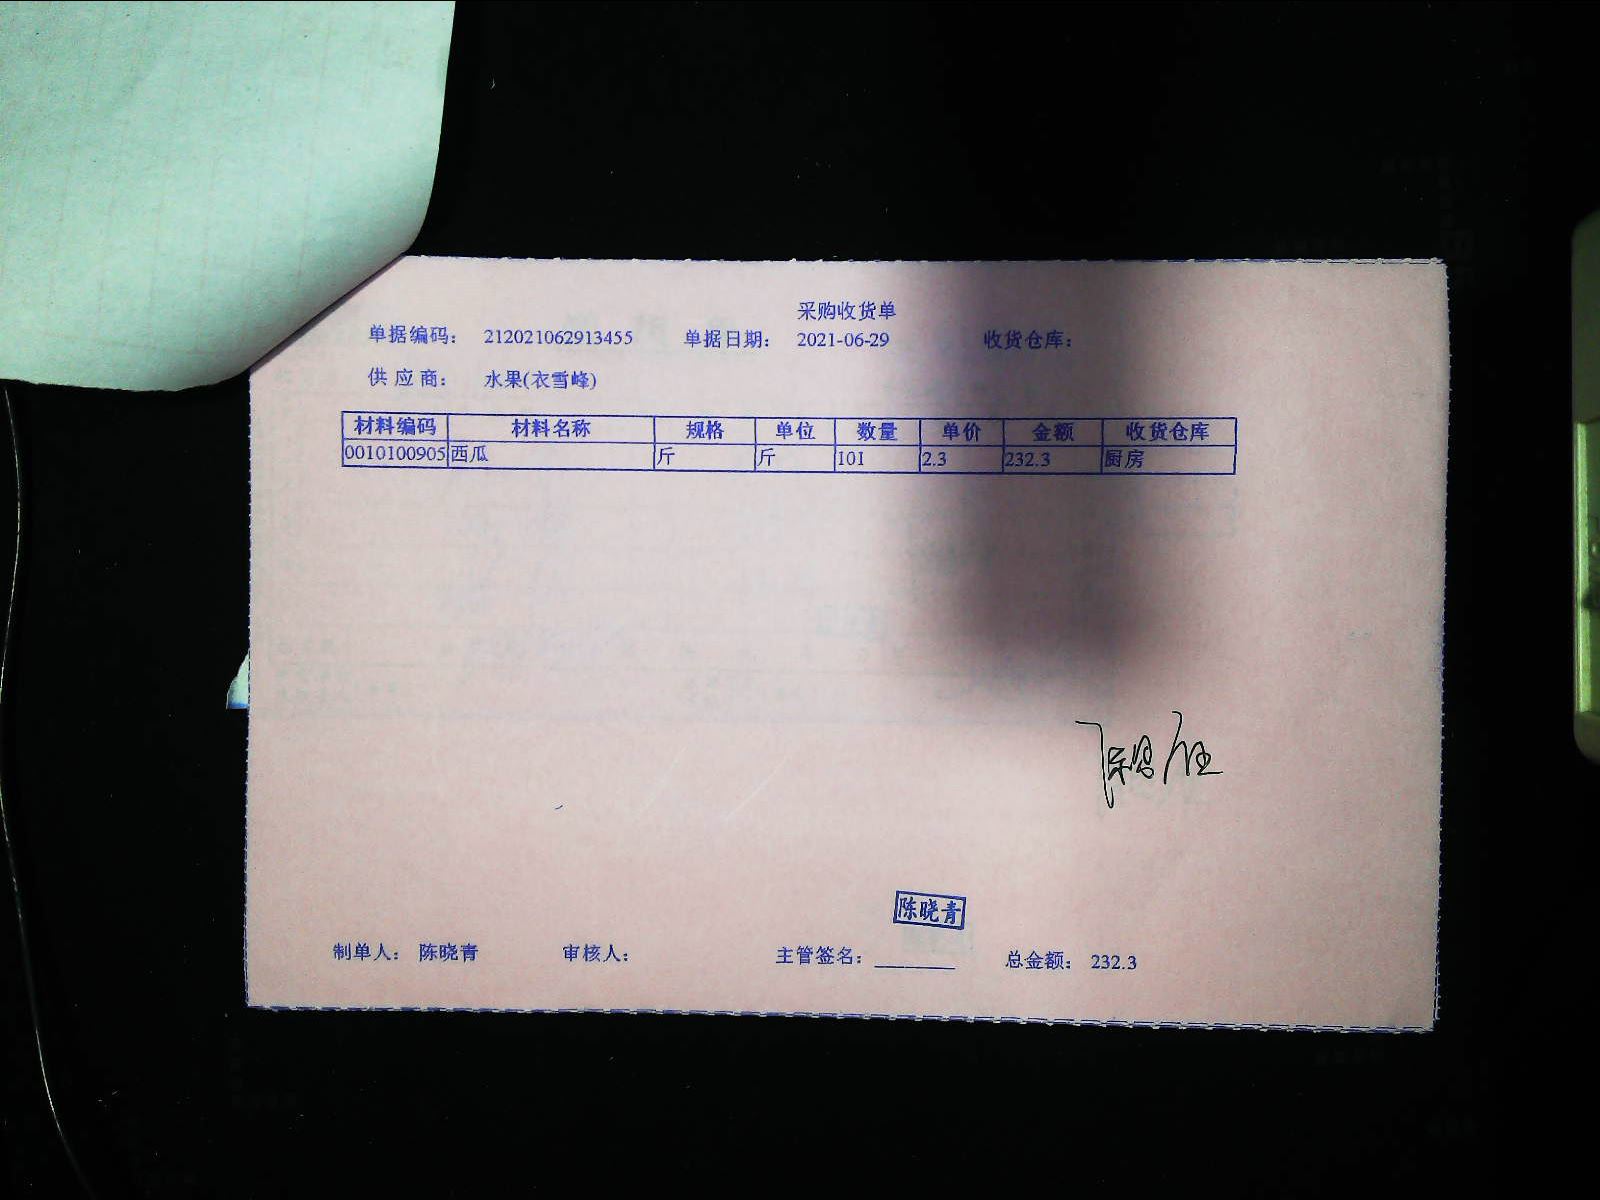 采购收货单
单据编码： 212021062913455 单据日期： 2021-06-29 收货仓库：
供 应 商： 水果(衣雪峰)
材料编码 材料名称 规格 单位 数量 单价 金额 收货仓库
0010100905 西瓜 斤 斤 101 2.3 232.3 厨房
陈晓青
制单人： 陈晓青 审核人： 主管签名： 总金额： 232.3